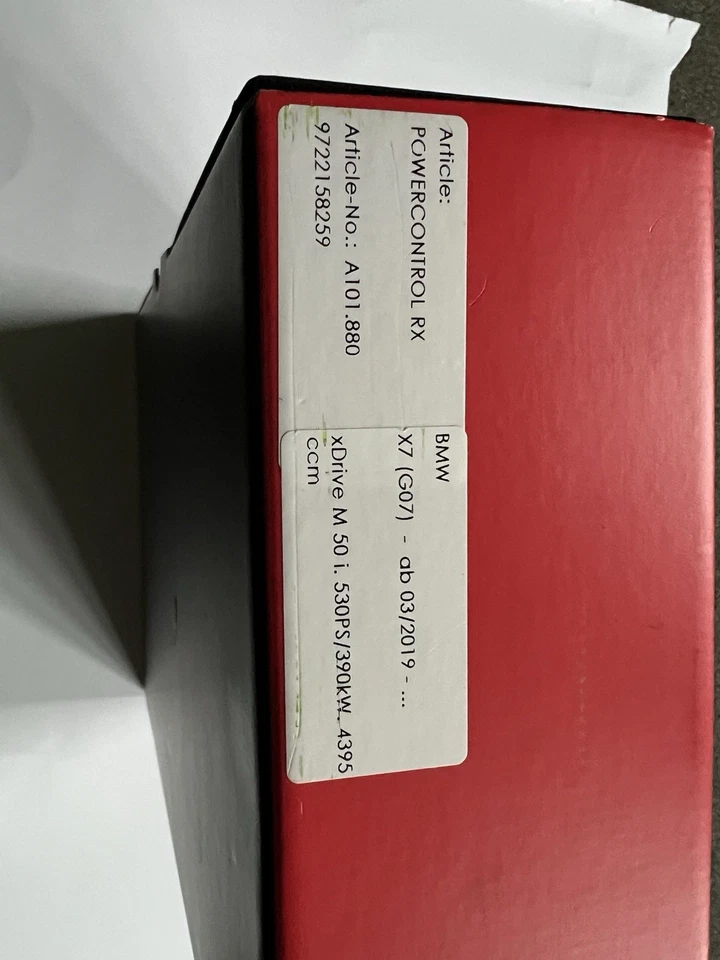 Article:
POWERCONTROL RX
Article-No.: A101.880
9722158259
BMW
X7 (G07) - ab 03/2019 - ...
xDrive M 50 i. 530PS/390kW. 4395
ccm